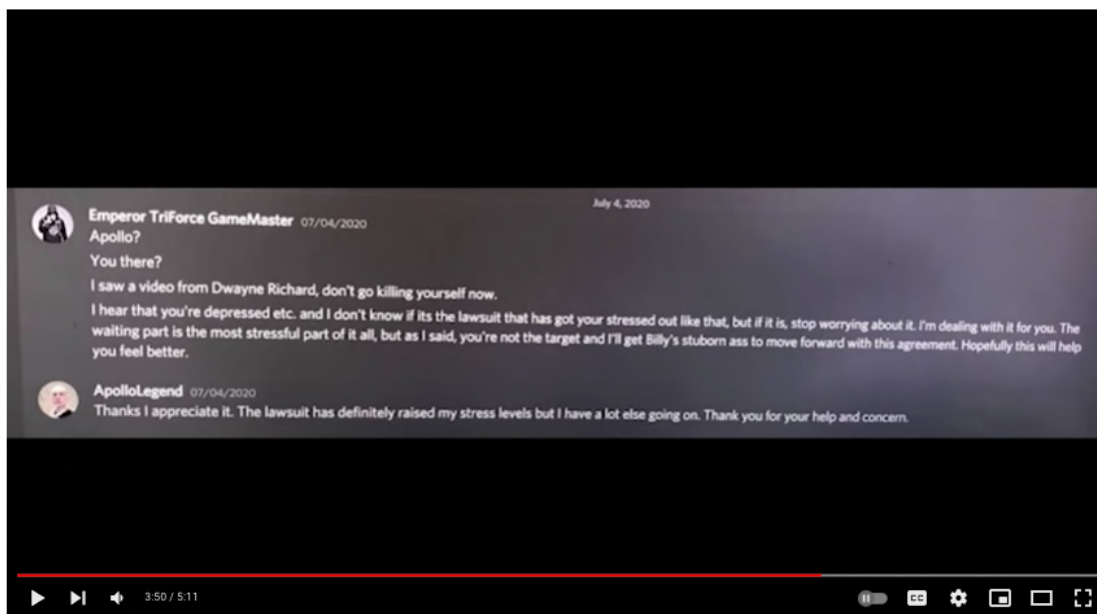 July 4, 2020
Emperor TriForce GameMaster 07/04/2020
Apollo?
You there?
I saw a video from Dwayne Richard, don't go killing yourself now.
I hear that you're depressed etc. and I don't know if its the lawsuit that has got your stressed out like that, but if it is, stop worrying about it. I'm dealing with it for you. The
waiting part is the most stressful part of it all, but as I said, you're not the target and I'll get Billy's stuborn ass to move forward with this agreement. Hopefully this will help
you feel better.
ApolloLegend 07/04/2020
Thanks I appreciate it. The lawsuit has definitely raised my stress levels but I have a lot else going on. Thank you for your help and concern.
3:50 / 5:11
CC